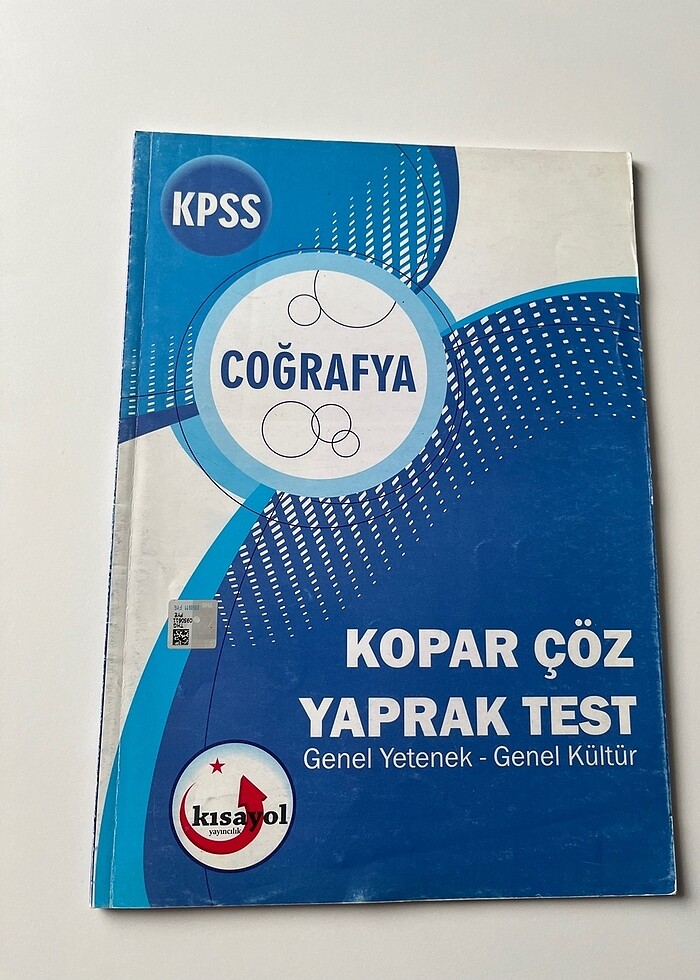 KPSS
COĞRAFYA
KOPAR ÇÖZ
YAPRAK TEST
Genel Yetenek - Genel Kültür
kısayol
yayıncılık